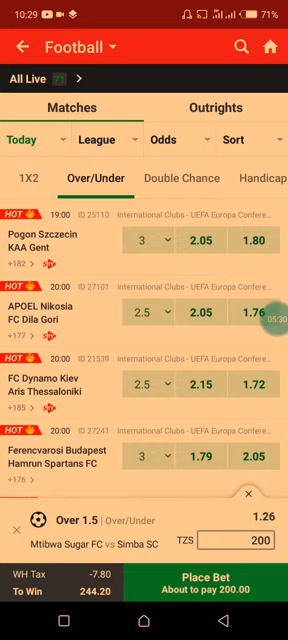 10:29 71%
Football
All Live 71
Matches Outrights
Today League Odds Sort
1X2 Over/Under Double Chance Handicap
HOT 19:00 ID 25110 International Clubs - UEFA Europa Confere...
Pogon Szczecin
KAA Gent
3 2.05 1.80
+182
HOT 20:00 ID 27101 International Clubs - UEFA Europa Confere...
APOEL Nikosia
FC Dila Gori
2.5 2.05 1.76
05:30
+177
HOT 20:00 ID 21539 International Clubs - UEFA Europa Confere...
FC Dynamo Kiev
Aris Thessaloniki
2.5 2.15 1.72
+185
HOT 20:00 ID 27241 International Clubs - UEFA Europa Confere...
Ferencvarosi Budapest
Hamrun Spartans FC
3 1.79 2.05
+176
Over 1.5 | Over/Under 1.26
Mtibwa Sugar FC vs Simba SC TZS 200
WH Tax -7.80
To Win 244.20
Place Bet
About to pay 200.00